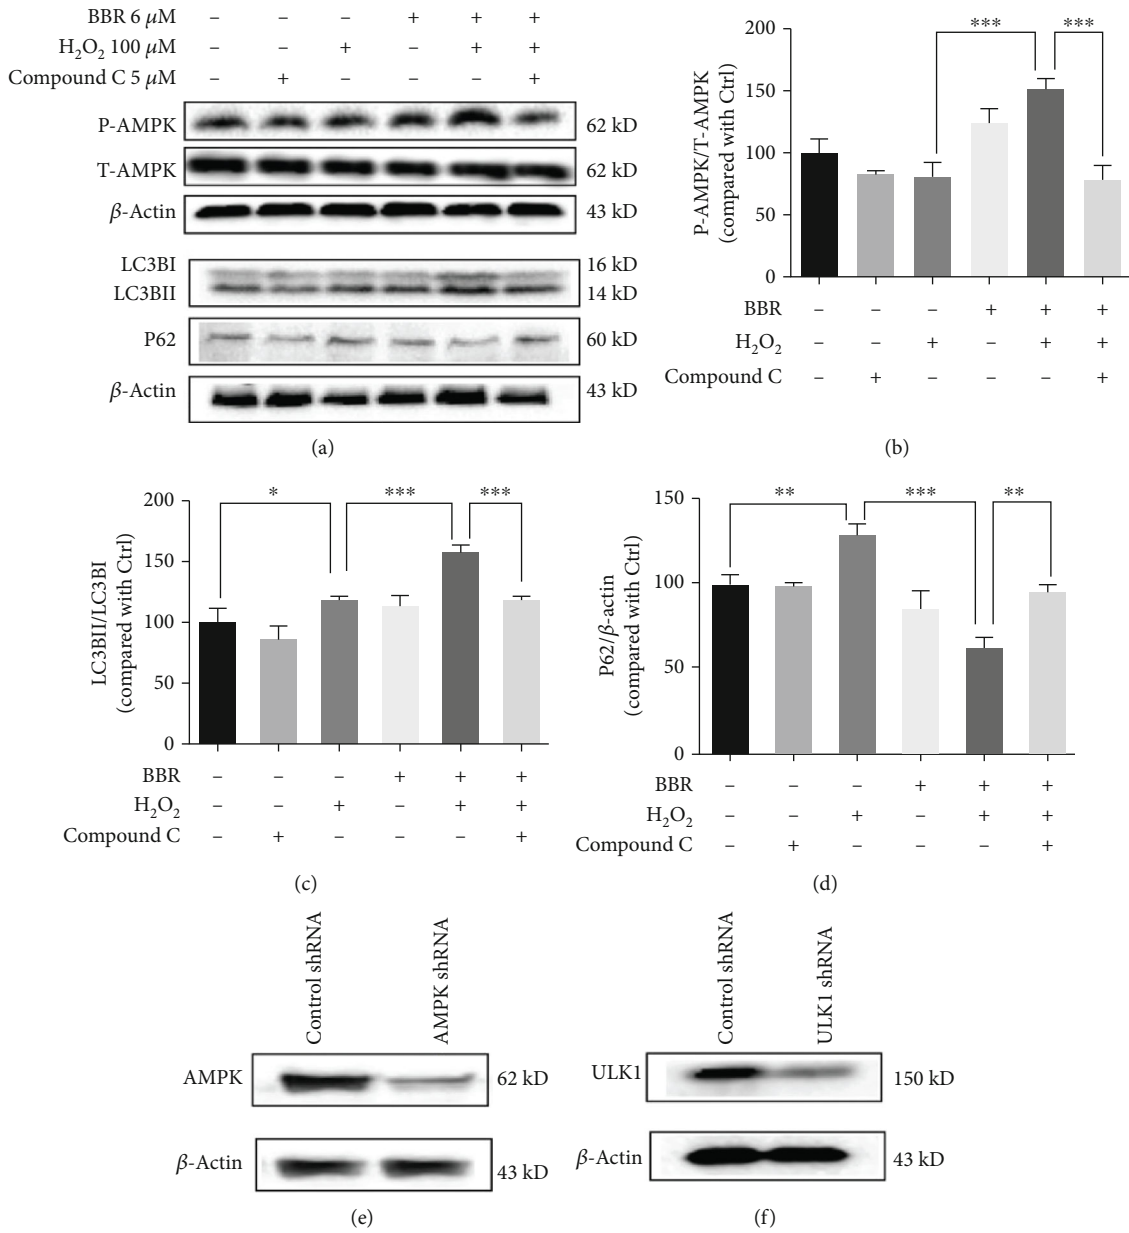 BBR 6 μM – – – + + +
H₂O₂ 100 μM – – + – + +
Compound C 5 μM – + – – – +
P-AMPK 62 kD
T-AMPK 62 kD
β-Actin 43 kD
LC3BI 16 kD
LC3BII 14 kD
P62 60 kD
β-Actin 43 kD
(a)
P-AMPK/T-AMPK
(compared with Ctrl)
200
150
100
50
0
*** ***
BBR – – – + + +
H₂O₂ – – + – + +
Compound C – + – – – +
(b)
LC3BII/LC3BI
(compared with Ctrl)
200
150
100
50
0
* *** ***
BBR – – – + + +
H₂O₂ – – + – + +
Compound C – + – – – +
(c)
P62/β-actin
(compared with Ctrl)
150
100
50
0
** *** **
BBR – – – + + +
H₂O₂ – – + – + +
Compound C – + – – – +
(d)
Control shRNA
AMPK shRNA
AMPK 62 kD
β-Actin 43 kD
(e)
Control shRNA
ULK1 shRNA
ULK1 150 kD
β-Actin 43 kD
(f)